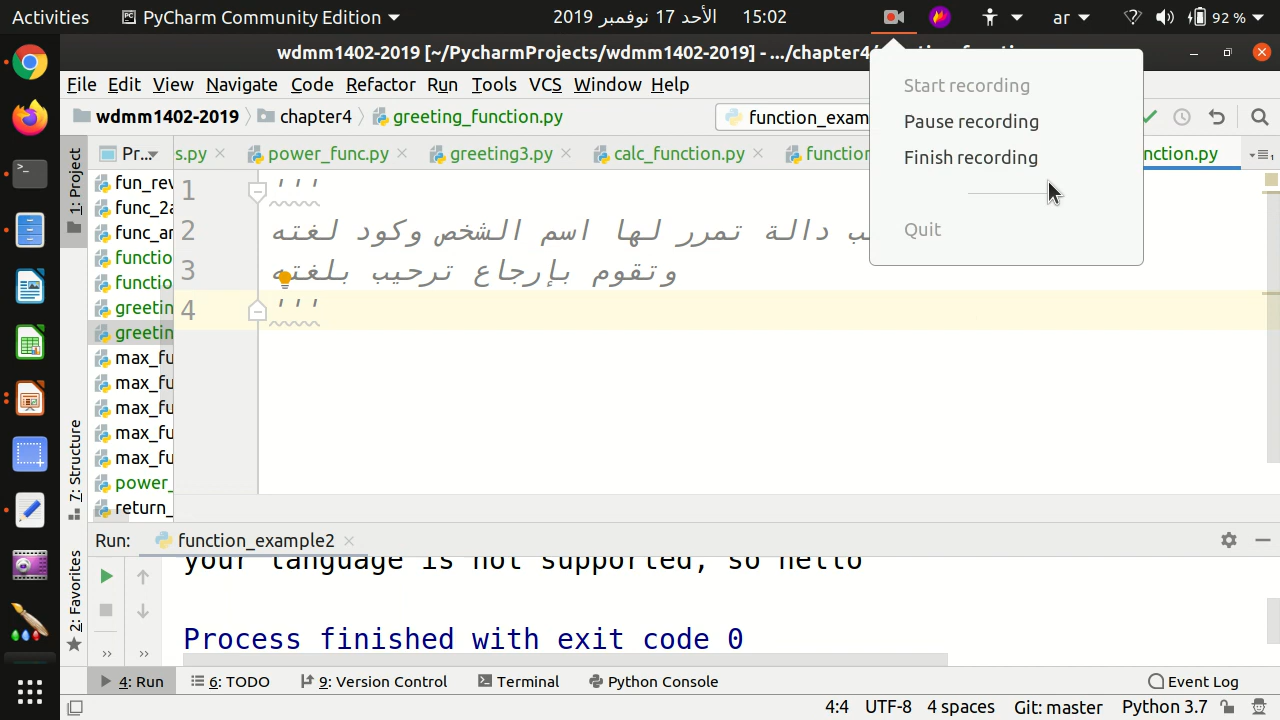 Activities
PyCharm Community Edition
الأحد 17 نوفمبر 2019 15:02
ar
92 %
wdmm1402-2019 [~/PycharmProjects/wdmm1402-2019] - .../chapter4/
File Edit View Navigate Code Refactor Run Tools VCS Window Help
Start recording
Pause recording
Finish recording
Quit
wdmm1402-2019
chapter4
greeting_function.py
function_exam
1: Project
Pr...
s.py
power_func.py
greeting3.py
calc_function.py
function
nction.py
1
fun_rev
func_2a
func_ar
functio
functio
greetin
greetin
max_fu
max_fu
max_fu
max_fu
max_fu
power_
return_
1 '''
2 ب دالة تمرر لها اسم الشخص وكود لغته
3 وتقوم بإرجاع ترحيب بلغته
4 '''
7: Structure
2: Favorites
Run:
function_example2
your language is not supported, so hello
Process finished with exit code 0
4: Run
6: TODO
9: Version Control
Terminal
Python Console
Event Log
4:4
UTF-8
4 spaces
Git: master
Python 3.7